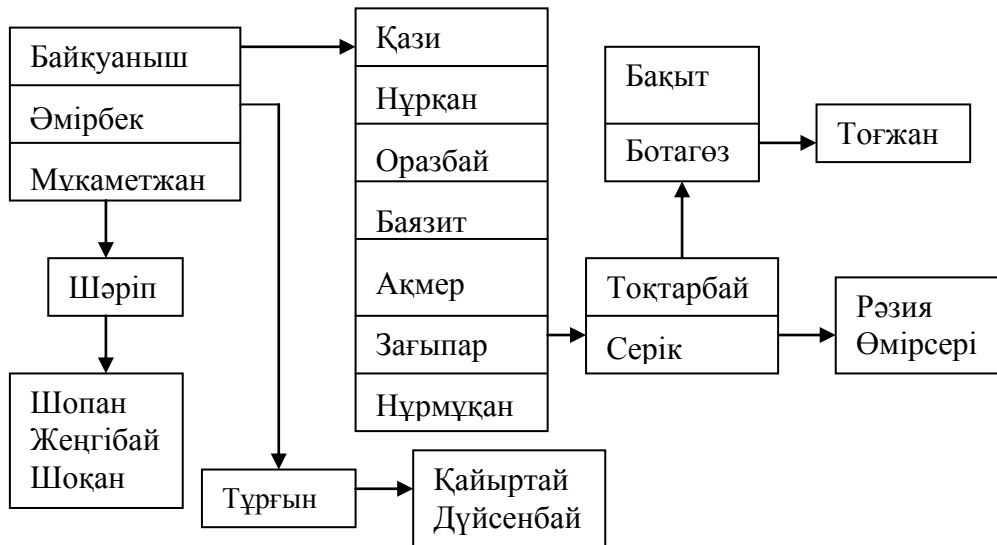 Байқуаныш
Әмірбек
Мұқаметжан
Шәріп
Шопан
Жеңгібай
Шоқан
Қази
Нұрқан
Оразбай
Баязит
Ақмер
Зағыпар
Нұрмұқан
Тұрғын
Қайыртай
Дүйсенбай
Бақыт
Ботагөз
Тоғжан
Тоқтарбай
Серік
Рәзия
Өмірсері